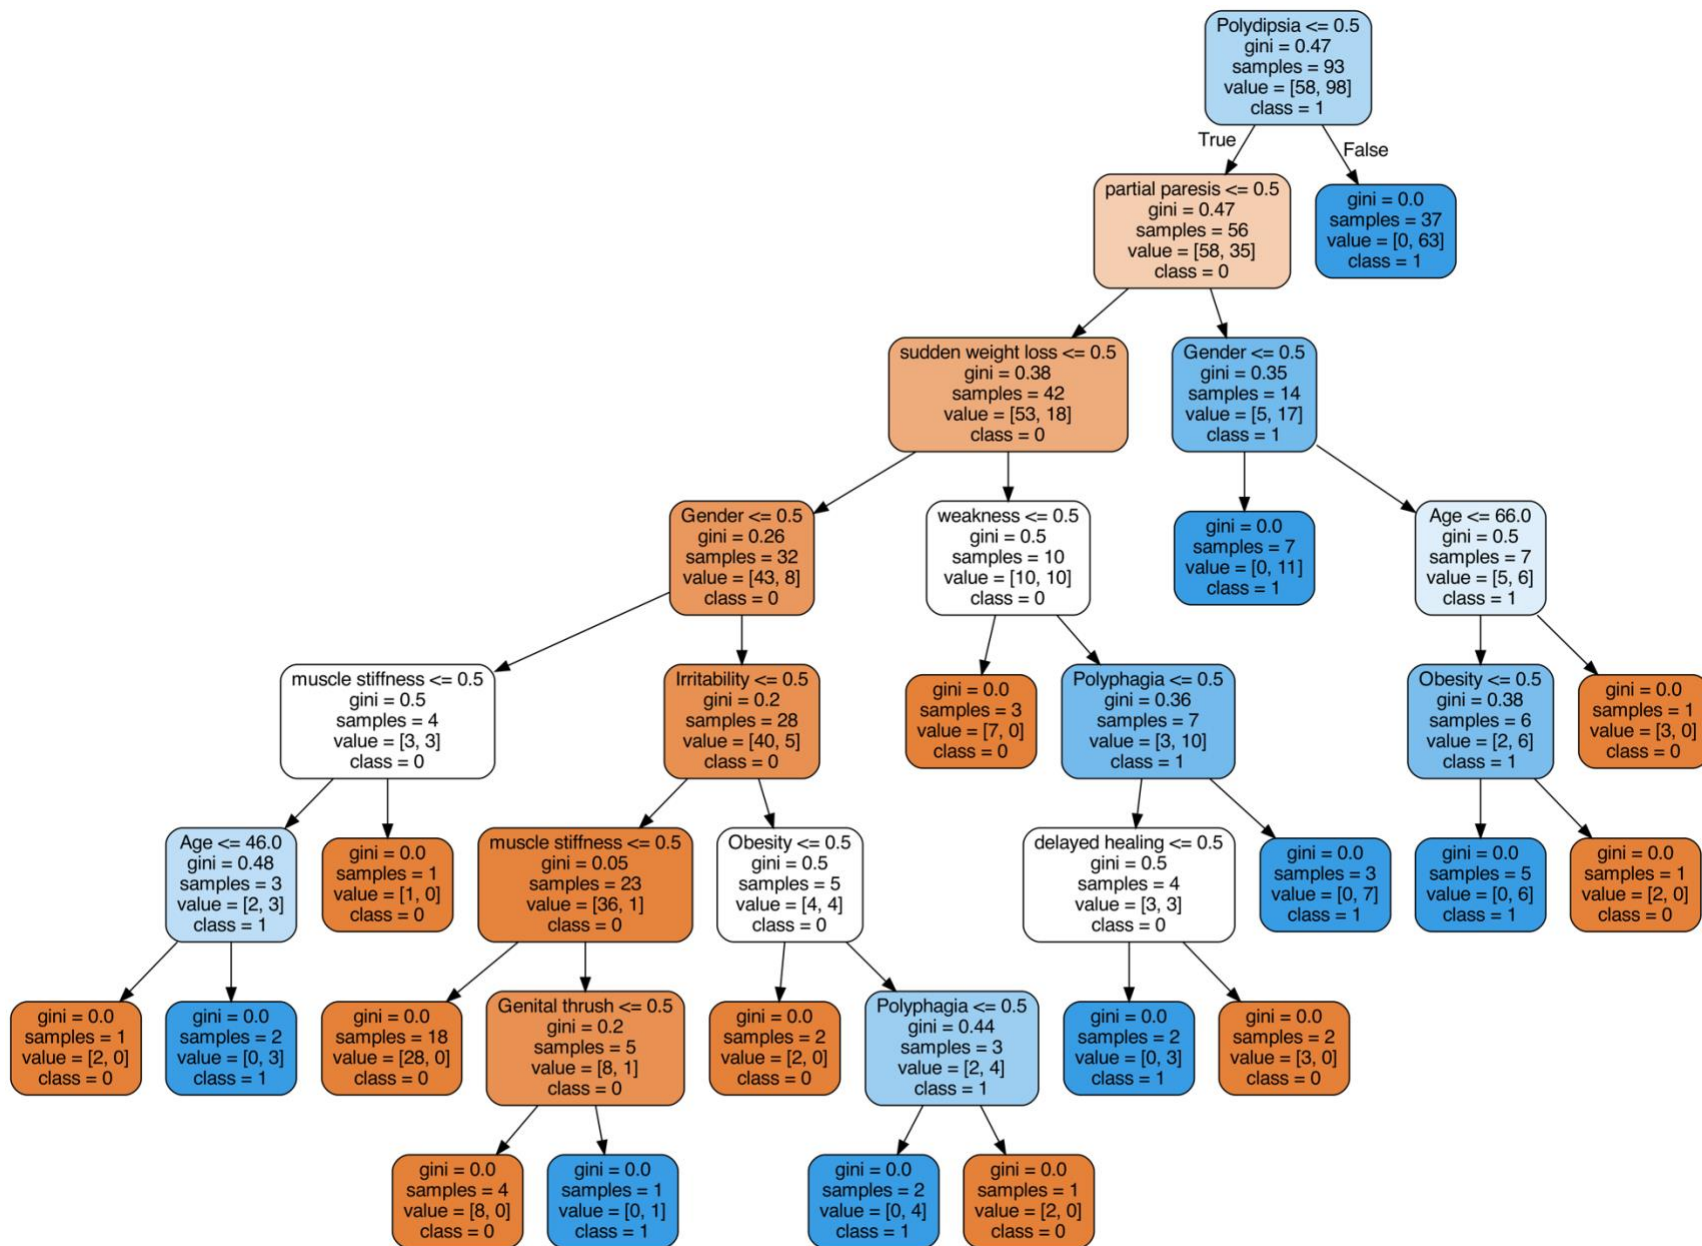 Polydipsia <= 0.5
gini = 0.47
samples = 93
value = [58, 98]
class = 1
True
False
partial paresis <= 0.5
gini = 0.47
samples = 56
value = [58, 35]
class = 0
gini = 0.0
samples = 37
value = [0, 63]
class = 1
sudden weight loss <= 0.5
gini = 0.38
samples = 42
value = [53, 18]
class = 0
Gender <= 0.5
gini = 0.35
samples = 14
value = [5, 17]
class = 1
Gender <= 0.5
gini = 0.26
samples = 32
value = [43, 8]
class = 0
weakness <= 0.5
gini = 0.5
samples = 10
value = [10, 10]
class = 0
gini = 0.0
samples = 7
value = [0, 11]
class = 1
Age <= 66.0
gini = 0.5
samples = 7
value = [5, 6]
class = 1
muscle stiffness <= 0.5
gini = 0.5
samples = 4
value = [3, 3]
class = 0
Irritability <= 0.5
gini = 0.2
samples = 28
value = [40, 5]
class = 0
gini = 0.0
samples = 3
value = [7, 0]
class = 0
Polyphagia <= 0.5
gini = 0.36
samples = 7
value = [3, 10]
class = 1
Obesity <= 0.5
gini = 0.38
samples = 6
value = [2, 6]
class = 1
gini = 0.0
samples = 1
value = [3, 0]
class = 0
Age <= 46.0
gini = 0.48
samples = 3
value = [2, 3]
class = 1
gini = 0.0
samples = 1
value = [1, 0]
class = 0
muscle stiffness <= 0.5
gini = 0.05
samples = 23
value = [36, 1]
class = 0
Obesity <= 0.5
gini = 0.5
samples = 5
value = [4, 4]
class = 0
delayed healing <= 0.5
gini = 0.5
samples = 4
value = [3, 3]
class = 0
gini = 0.0
samples = 3
value = [0, 7]
class = 1
gini = 0.0
samples = 5
value = [0, 6]
class = 1
gini = 0.0
samples = 1
value = [2, 0]
class = 0
gini = 0.0
samples = 1
value = [2, 0]
class = 0
gini = 0.0
samples = 2
value = [0, 3]
class = 1
gini = 0.0
samples = 18
value = [28, 0]
class = 0
Genital thrush <= 0.5
gini = 0.2
samples = 5
value = [8, 1]
class = 0
gini = 0.0
samples = 2
value = [2, 0]
class = 0
Polyphagia <= 0.5
gini = 0.44
samples = 3
value = [2, 4]
class = 1
gini = 0.0
samples = 2
value = [0, 3]
class = 1
gini = 0.0
samples = 2
value = [3, 0]
class = 0
gini = 0.0
samples = 4
value = [8, 0]
class = 0
gini = 0.0
samples = 1
value = [0, 1]
class = 1
gini = 0.0
samples = 2
value = [0, 4]
class = 1
gini = 0.0
samples = 1
value = [2, 0]
class = 0